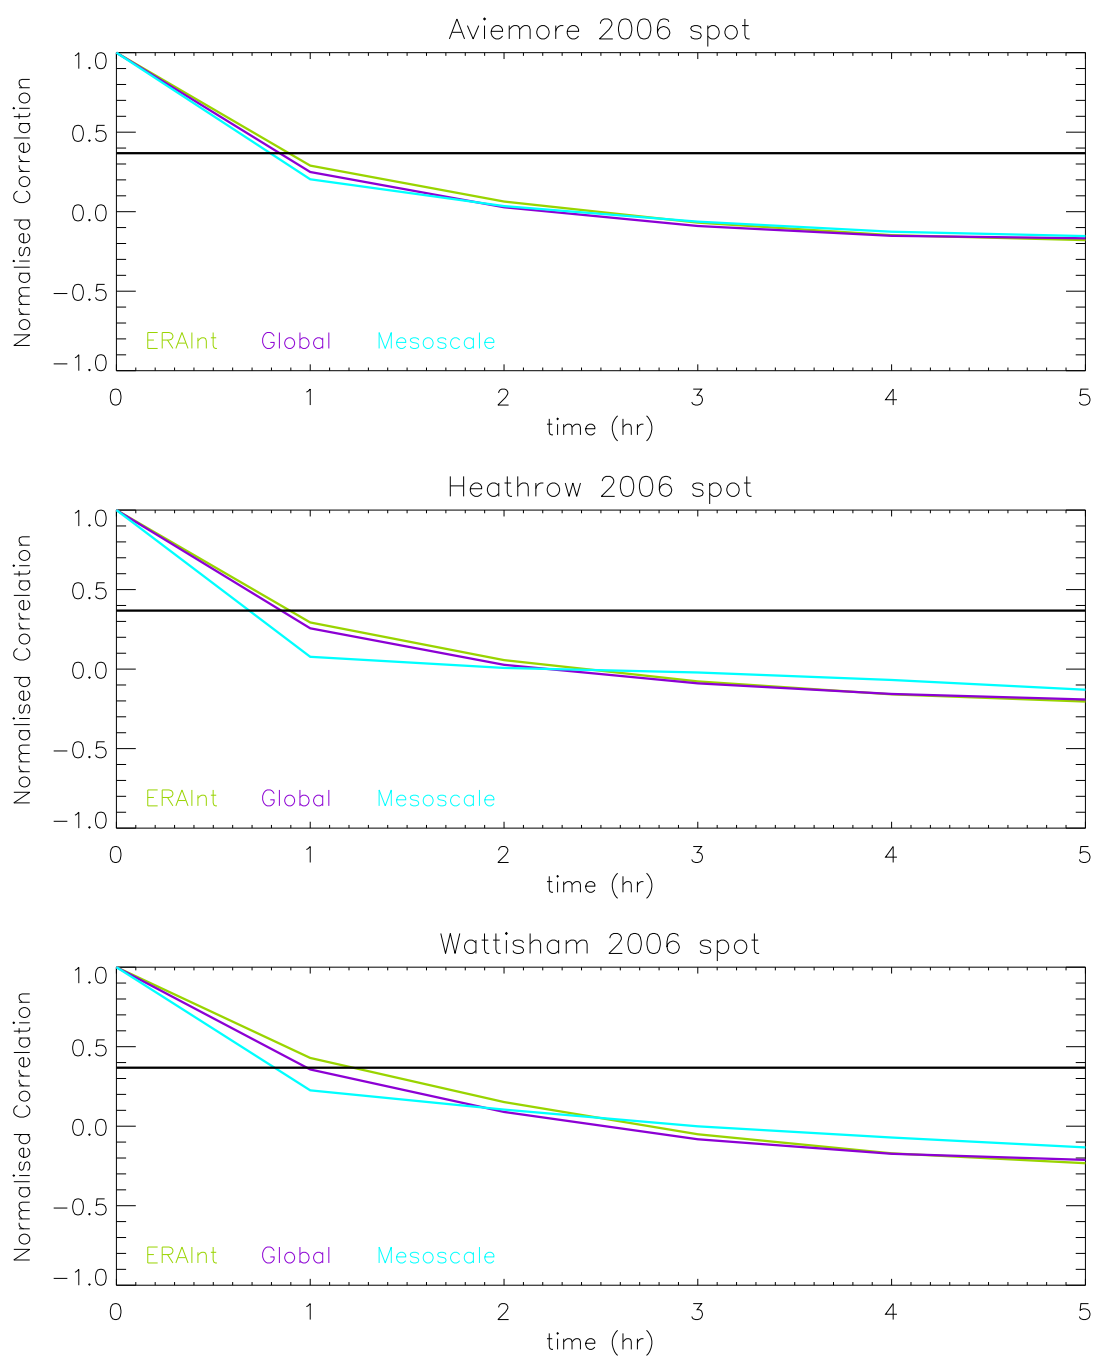 Aviemore 2006 spot
1.0
0.5
0.0
−0.5
−1.0
Normalised Correlation
ERAInt Global Mesoscale
0 1 2 3 4 5
time (hr)
Heathrow 2006 spot
1.0
0.5
0.0
−0.5
−1.0
Normalised Correlation
ERAInt Global Mesoscale
0 1 2 3 4 5
time (hr)
Wattisham 2006 spot
1.0
0.5
0.0
−0.5
−1.0
Normalised Correlation
ERAInt Global Mesoscale
0 1 2 3 4 5
time (hr)